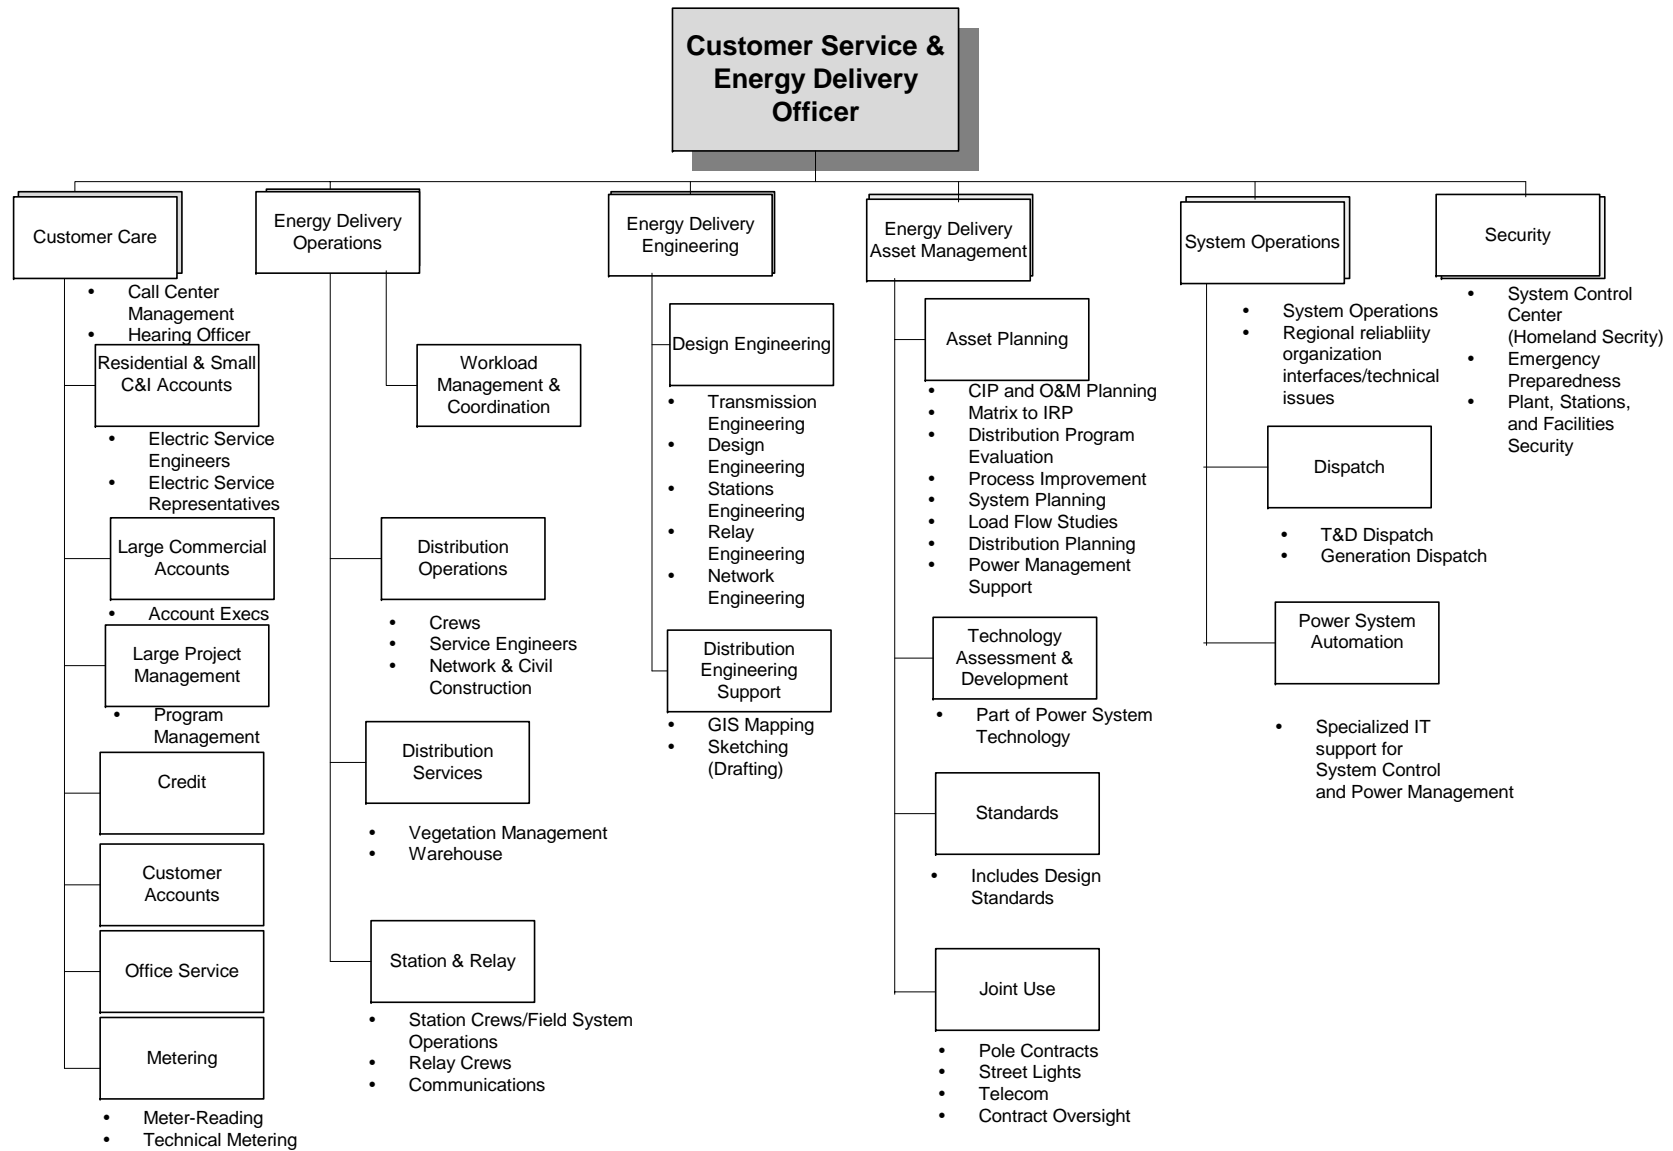 Customer Service &
Energy Delivery
Officer
Customer Care
• Call Center
Management
• Hearing Officer
Residential & Small
C&I Accounts
• Electric Service
Engineers
• Electric Service
Representatives
Large Commercial
Accounts
• Account Execs
Large Project
Management
• Program
Management
Credit
Customer
Accounts
Office Service
Metering
• Meter-Reading
• Technical Metering
Energy Delivery
Operations
Workload
Management &
Coordination
Distribution
Operations
• Crews
• Service Engineers
• Network & Civil
Construction
Distribution
Services
• Vegetation Management
• Warehouse
Station & Relay
• Station Crews/Field System
Operations
• Relay Crews
• Communications
Energy Delivery
Engineering
Design Engineering
• Transmission
Engineering
• Design
Engineering
• Stations
Engineering
• Relay
Engineering
• Network
Engineering
Distribution
Engineering
Support
• GIS Mapping
• Sketching
(Drafting)
Energy Delivery
Asset Management
Asset Planning
• CIP and O&M Planning
• Matrix to IRP
• Distribution Program
Evaluation
• Process Improvement
• System Planning
• Load Flow Studies
• Distribution Planning
• Power Management
Support
Technology
Assessment &
Development
• Part of Power System
Technology
Standards
• Includes Design
Standards
Joint Use
• Pole Contracts
• Street Lights
• Telecom
• Contract Oversight
System Operations
• System Operations
• Regional reliabliity
organization
interfaces/technical
issues
Dispatch
• T&D Dispatch
• Generation Dispatch
Power System
Automation
• Specialized IT
support for
System Control
and Power Management
Security
• System Control
Center
(Homeland Secrity)
• Emergency
Preparedness
• Plant, Stations,
and Facilities
Security